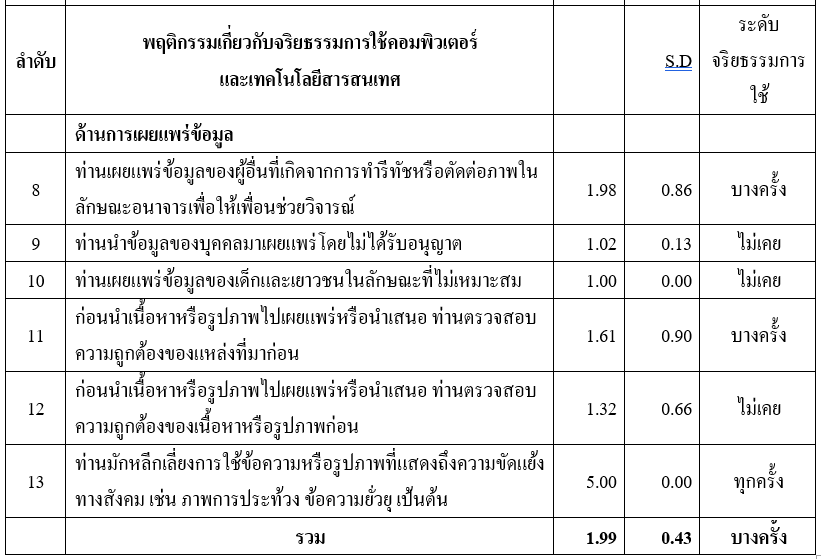 ลำดับ
พฤติกรรมเกี่ยวกับจริยธรรมการใช้คอมพิวเตอร์
และเทคโนโลยีสารสนเทศ
S.D
ระดับ
จริยธรรมการ
ใช้
ด้านการเผยแพร่ข้อมูล
8
ท่านเผยแพร่ข้อมูลของผู้อื่นที่เกิดจากการทำรีทัชหรือตัดต่อภาพใน
ลักษณะอนาจารเพื่อให้เพื่อนช่วยวิจารณ์
1.98
0.86
บางครั้ง
9
ท่านนำข้อมูลของบุคคลมาเผยแพร่โดยไม่ได้รับอนุญาต
1.02
0.13
ไม่เคย
10
ท่านเผยแพร่ข้อมูลของเด็กและเยาวชนในลักษณะที่ไม่เหมาะสม
1.00
0.00
ไม่เคย
11
ก่อนนำเนื้อหาหรือรูปภาพไปเผยแพร่หรือนำเสนอ ท่านตรวจสอบ
ความถูกต้องของแหล่งที่มาก่อน
1.61
0.90
บางครั้ง
12
ก่อนนำเนื้อหาหรือรูปภาพไปเผยแพร่หรือนำเสนอ ท่านตรวจสอบ
ความถูกต้องของเนื้อหาหรือรูปภาพก่อน
1.32
0.66
ไม่เคย
13
ท่านมักหลีกเลี่ยงการใช้ข้อความหรือรูปภาพที่แสดงถึงความขัดแย้ง
ทางสังคม เช่น ภาพการประท้วง ข้อความยั่วยุ เป้นต้น
5.00
0.00
ทุกครั้ง
รวม
1.99
0.43
บางครั้ง